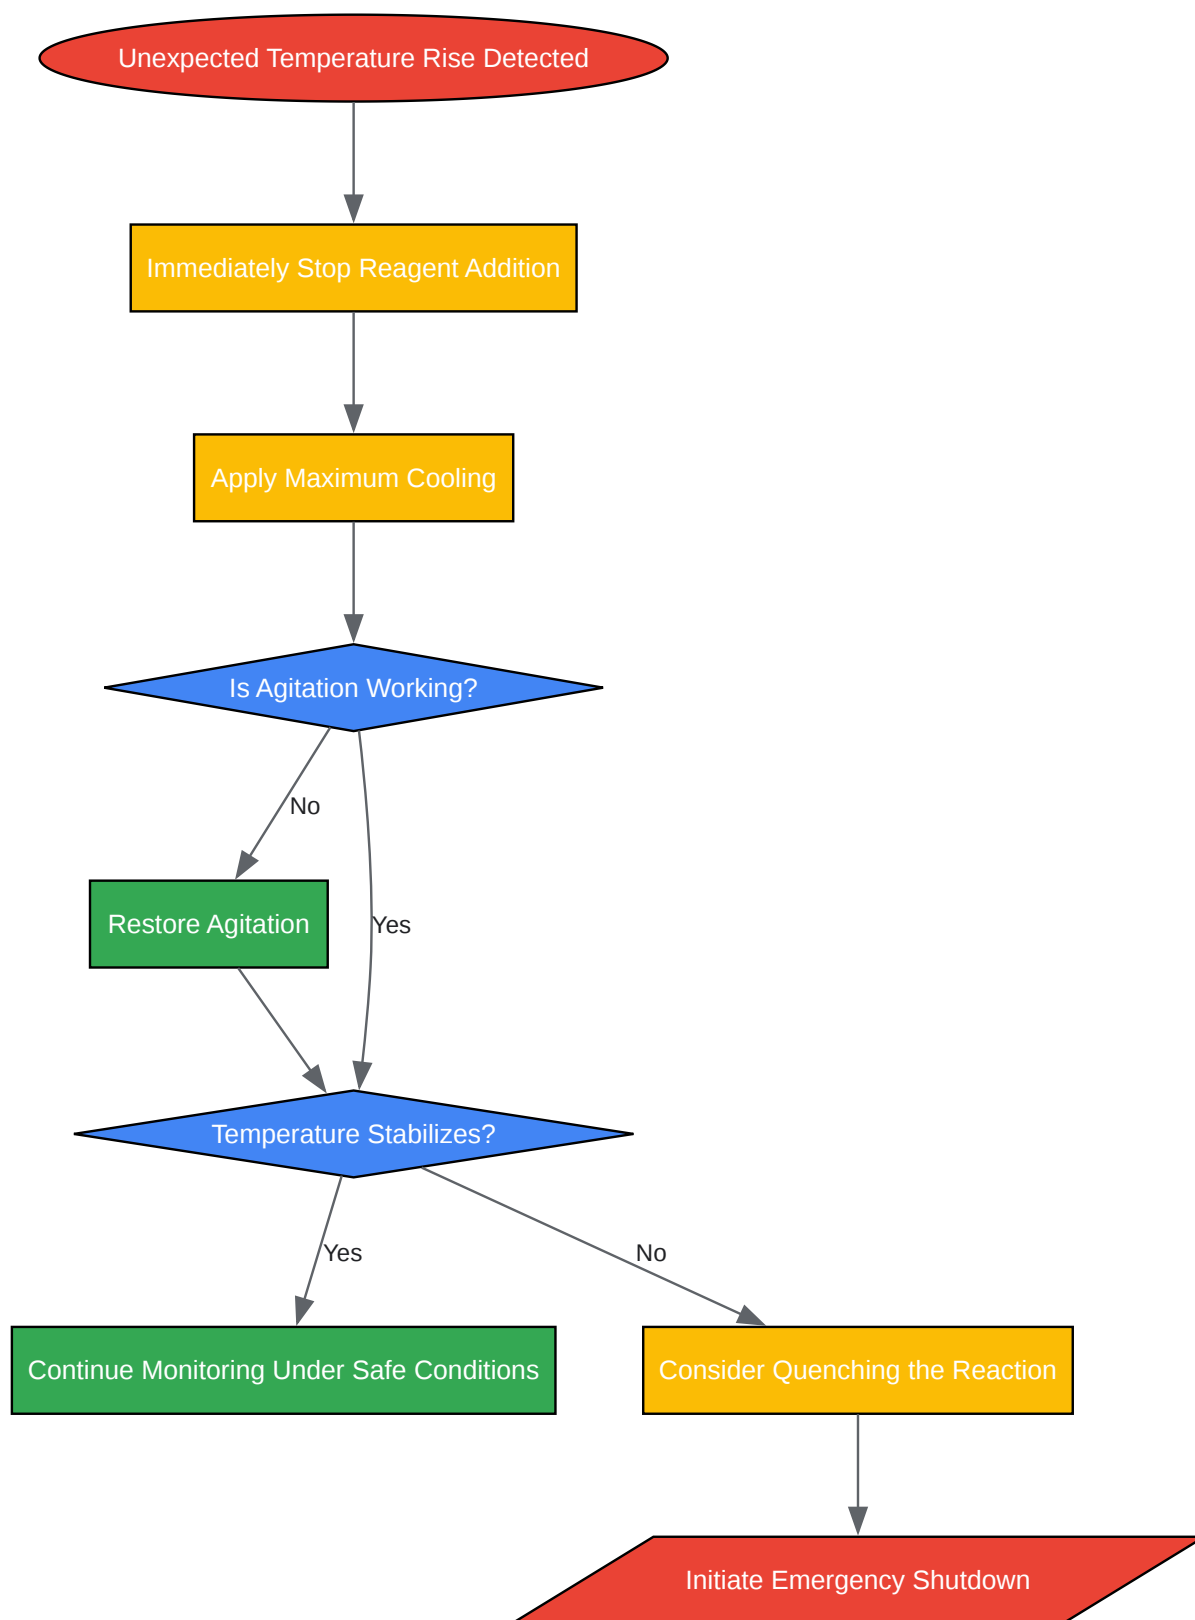 Unexpected Temperature Rise Detected
Immediately Stop Reagent Addition
Apply Maximum Cooling
Is Agitation Working?
No
Restore Agitation
Yes
Temperature Stabilizes?
Yes
No
Continue Monitoring Under Safe Conditions
Consider Quenching the Reaction
Initiate Emergency Shutdown